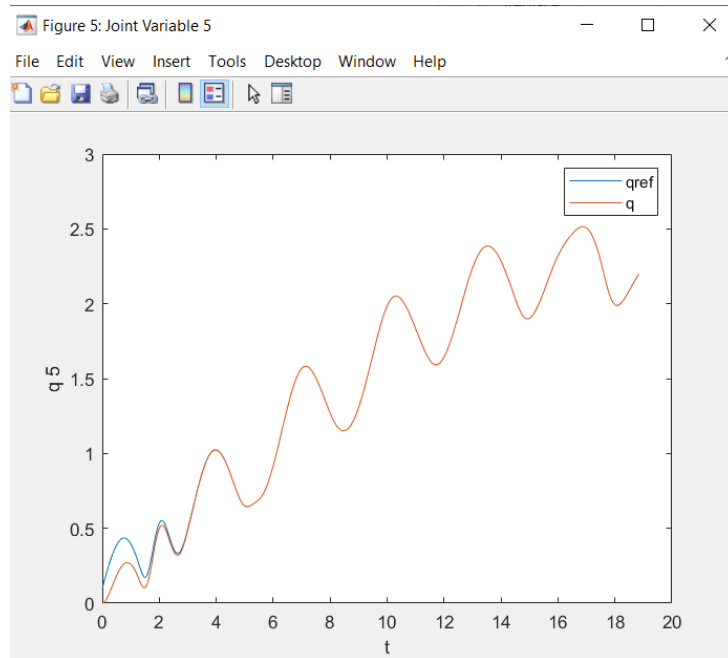 Figure 5: Joint Variable 5
File Edit View Insert Tools Desktop Window Help
3
2.5
2
1.5
1
0.5
0
q 5
qref
q
0 2 4 6 8 10 12 14 16 18 20
t